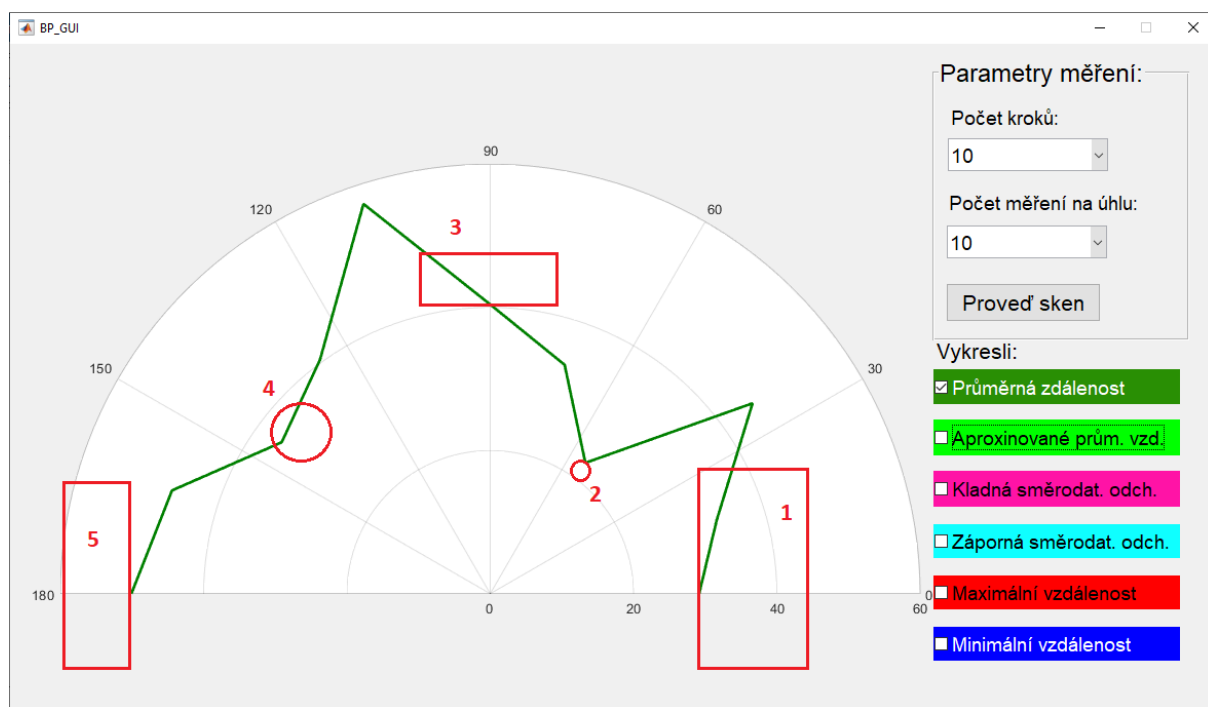 BP_GUI
Parametry měření:
Počet kroků:
10
Počet měření na úhlu:
10
Proveď sken
Vykresli:
Průměrná zdálenost
Aproxinované prům. vzd.
Kladná směrodat. odch.
Záporná směrodat. odch.
Maximální vzdálenost
Minimální vzdálenost
90
120
60
150
30
180
0
0
20
40
60
3
4
2
1
5